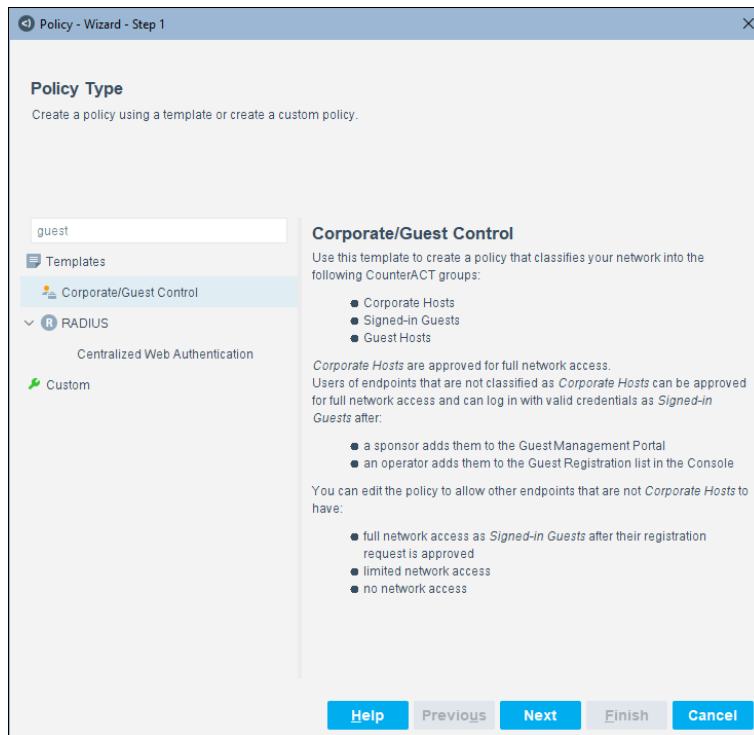 Policy - Wizard - Step 1
Policy Type
Create a policy using a template or create a custom policy.
guest
Templates
Corporate/Guest Control
RADIUS
Centralized Web Authentication
Custom
Corporate/Guest Control
Use this template to create a policy that classifies your network into the
following CounterACT groups:
Corporate Hosts
Signed-in Guests
Guest Hosts
Corporate Hosts are approved for full network access.
Users of endpoints that are not classified as Corporate Hosts can be approved
for full network access and can log in with valid credentials as Signed-in
Guests after:
a sponsor adds them to the Guest Management Portal
an operator adds them to the Guest Registration list in the Console
You can edit the policy to allow other endpoints that are not Corporate Hosts to
have:
full network access as Signed-in Guests after their registration
request is approved
limited network access
no network access
Help Previous Next Finish Cancel